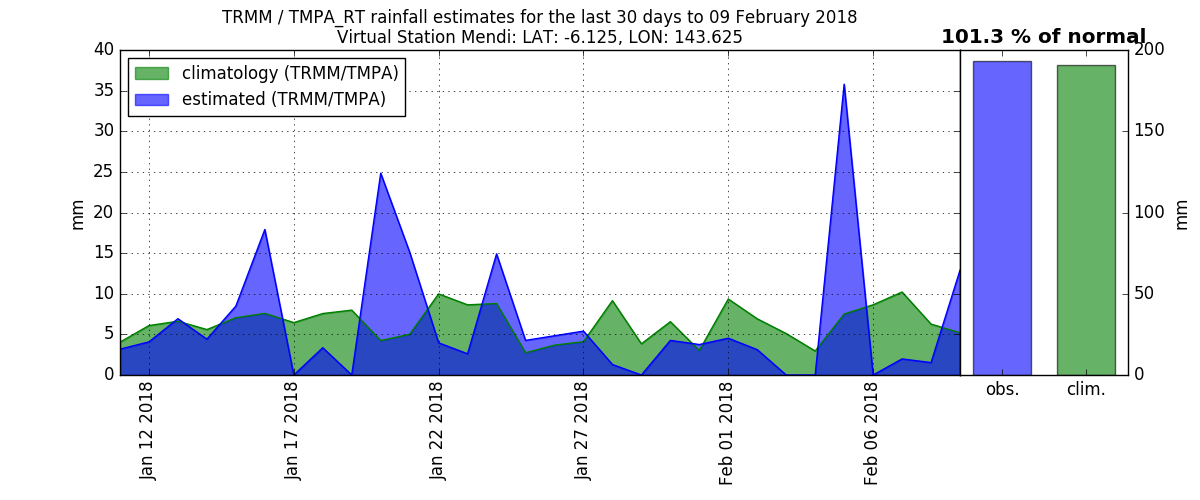 TRMM / TMPA_RT rainfall estimates for the last 30 days to 09 February 2018
Virtual Station Mendi: LAT: -6.125, LON: 143.625
101.3 % of normal
climatology (TRMM/TMPA)
estimated (TRMM/TMPA)
mm
40
35
30
25
20
15
10
5
0
Jan 12 2018
Jan 17 2018
Jan 22 2018
Jan 27 2018
Feb 01 2018
Feb 06 2018
obs.
clim.
200
150
100
50
0
mm